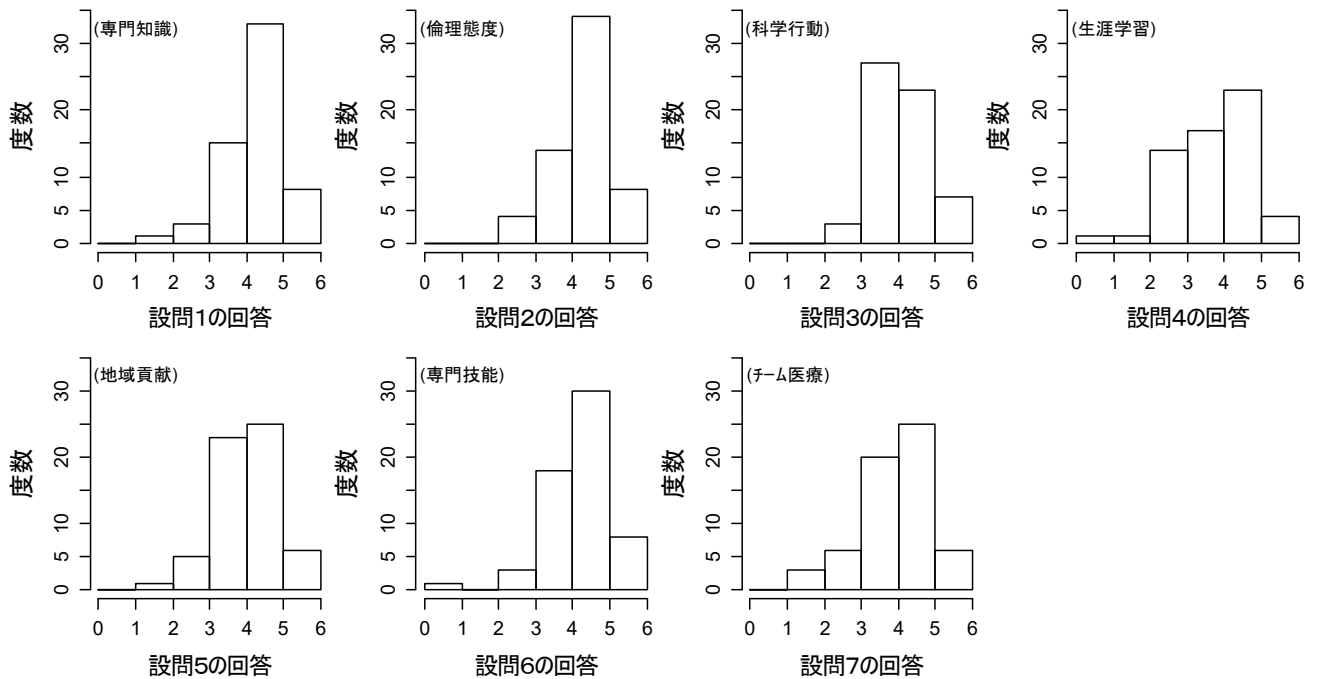 (専門知識)
度数
0 5 10 20 30
0 1 2 3 4 5 6
設問1の回答
(倫理態度)
度数
0 5 10 20 30
0 1 2 3 4 5 6
設問2の回答
(科学行動)
度数
0 5 10 20 30
0 1 2 3 4 5 6
設問3の回答
(生涯学習)
度数
0 5 10 20 30
0 1 2 3 4 5 6
設問4の回答
(地域貢献)
度数
0 5 10 20 30
0 1 2 3 4 5 6
設問5の回答
(専門技能)
度数
0 5 10 20 30
0 1 2 3 4 5 6
設問6の回答
(ﾁｰﾑ医療)
度数
0 5 10 20 30
0 1 2 3 4 5 6
設問7の回答